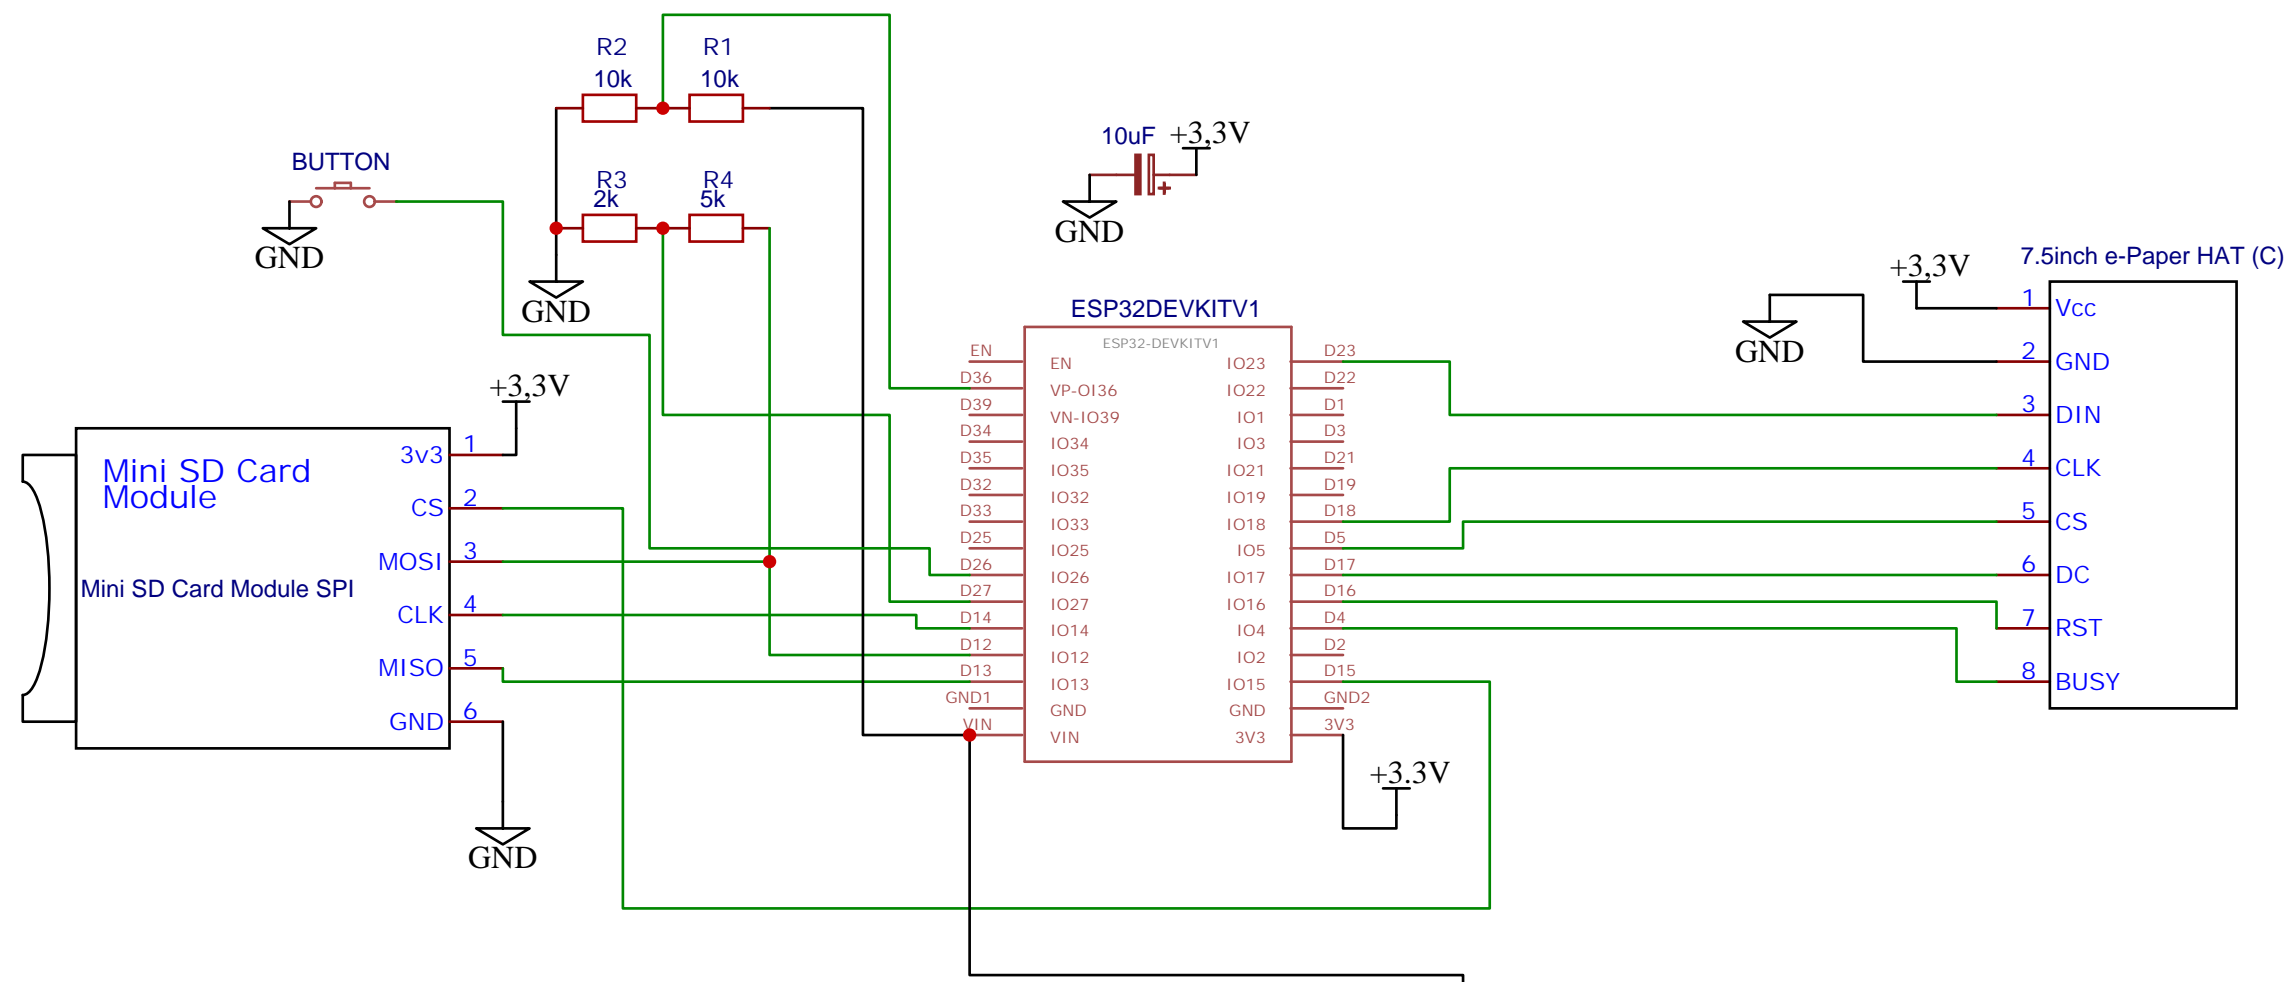 R2
10k
R1
10k
BUTTON
GND
R3
2k
R4
5k
GND
10uF
+3,3V
GND
7.5inch e-Paper HAT (C)
+3,3V
GND
1
Vcc
2
GND
3
DIN
4
CLK
5
CS
6
DC
7
RST
8
BUSY
ESP32DEVKITV1
ESP32-DEVKITV1
EN
EN
D36
VP-OI36
D39
VN-IO39
D34
IO34
D35
IO35
D32
IO32
D33
IO33
D25
IO25
D26
IO26
D27
IO27
D14
IO14
D12
IO12
D13
IO13
GND1
GND
VIN
VIN
IO23
D23
IO22
D22
IO1
D1
IO3
D3
IO21
D21
IO19
D19
IO18
D18
IO5
D5
IO17
D17
IO16
D16
IO4
D4
IO2
D2
IO15
D15
GND
GND2
3V3
3V3
+3.3V
+3,3V
Mini SD Card
Module
Mini SD Card Module SPI
3v3
1
CS
2
MOSI
3
CLK
4
MISO
5
GND
6
GND